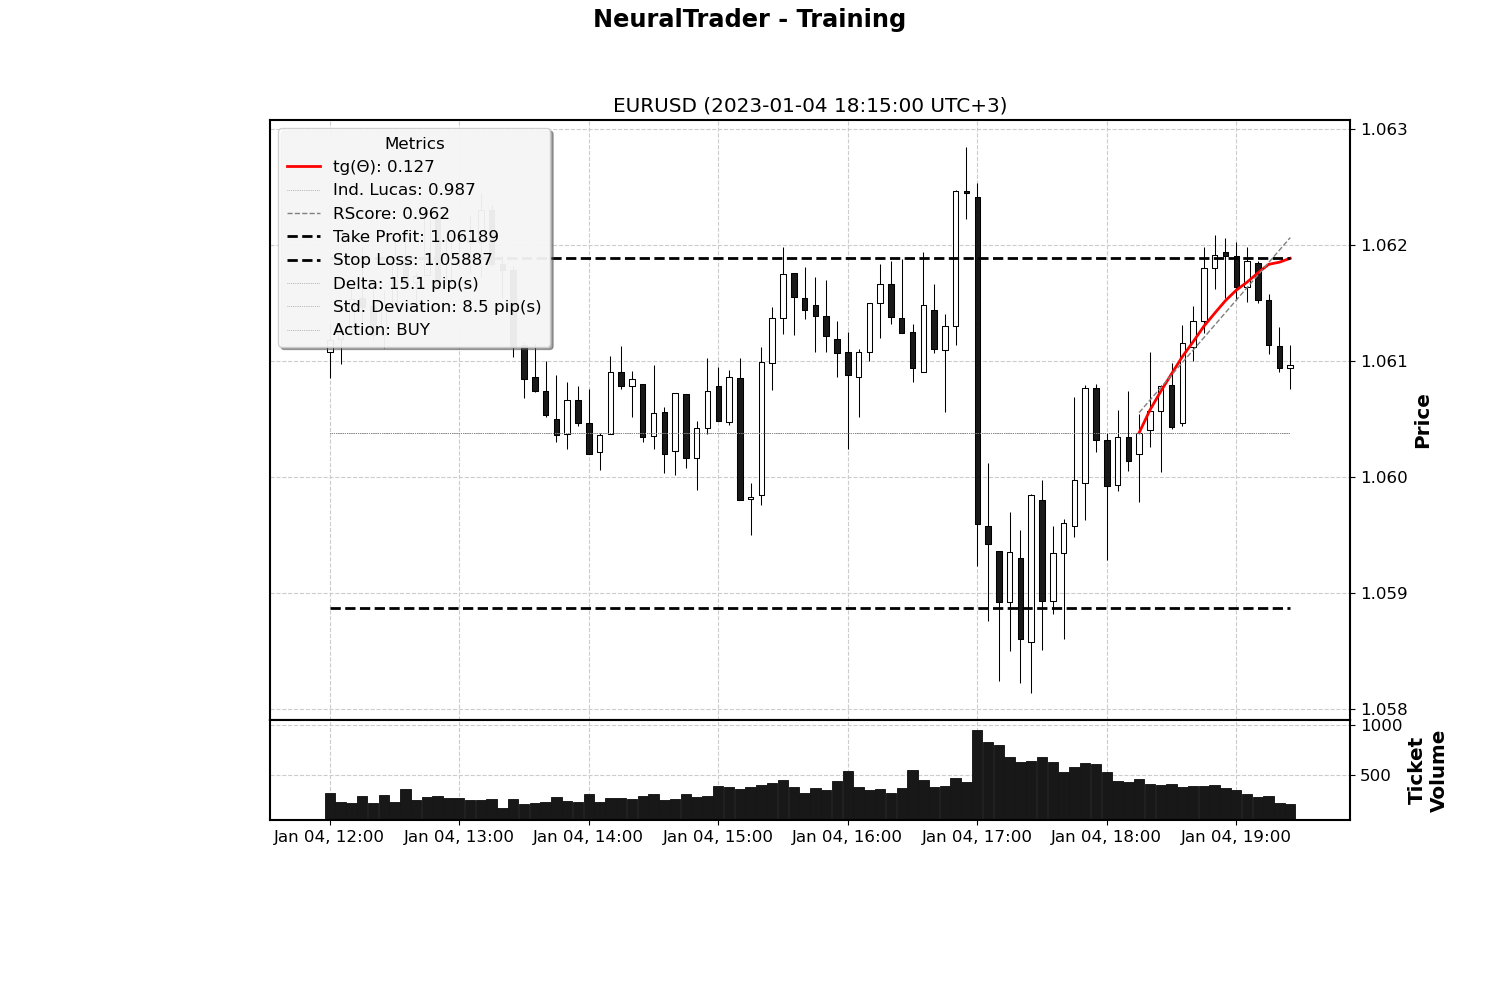 NeuralTrader - Training
EURUSD (2023-01-04 18:15:00 UTC+3)
Metrics
tg(Θ): 0.127
Ind. Lucas: 0.987
RScore: 0.962
Take Profit: 1.06189
Stop Loss: 1.05887
Delta: 15.1 pip(s)
Std. Deviation: 8.5 pip(s)
Action: BUY
1.063
1.062
1.061
1.060
1.059
1.058
Price
1000
500
Ticket
Volume
Jan 04, 12:00
Jan 04, 13:00
Jan 04, 14:00
Jan 04, 15:00
Jan 04, 16:00
Jan 04, 17:00
Jan 04, 18:00
Jan 04, 19:00